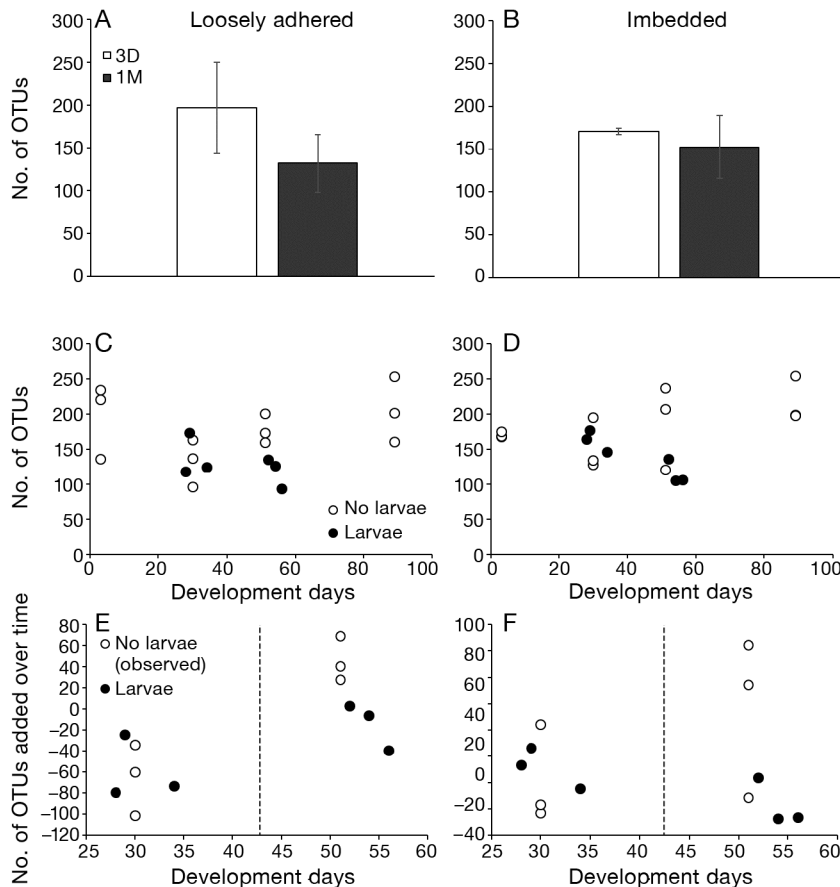 A Loosely adhered
B Imbedded
300
250
200
150
100
50
0
No. of OTUs
3D
1M
300
250
200
150
100
50
0
C
300
250
200
150
100
50
0
No. of OTUs
No larvae
Larvae
0 20 40 60 80 100
Development days
D
300
250
200
150
100
50
0
0 20 40 60 80 100
Development days
E
80
60
40
20
0
−20
−40
−60
−80
−100
−120
No. of OTUs added over time
No larvae
(observed)
Larvae
25 30 35 40 45 50 55 60
Development days
F
100
80
60
40
20
0
−20
−40
25 30 35 40 45 50 55 60
Development days